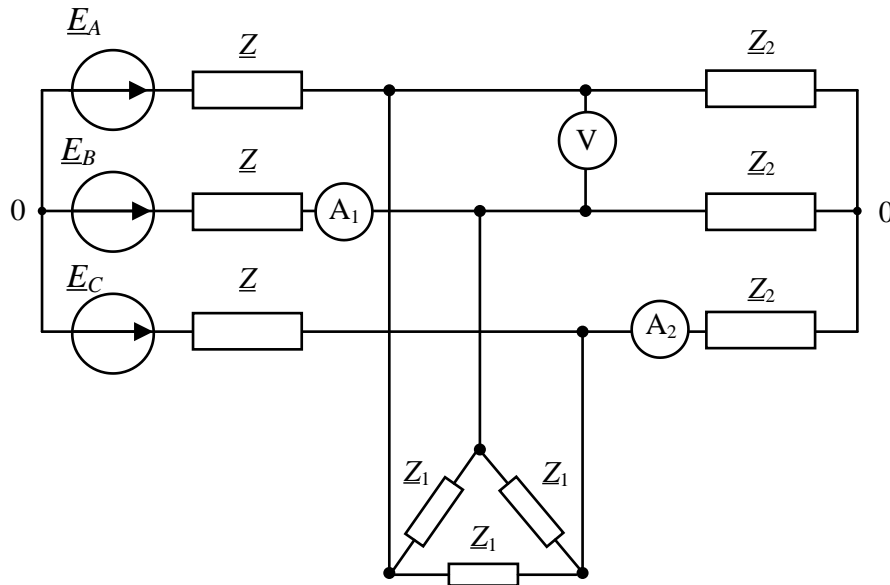 E_A Z Z_2
V
E_B Z Z_2
0 A_1 0
E_C Z Z_2
A_2
Z_1 Z_1
Z_1